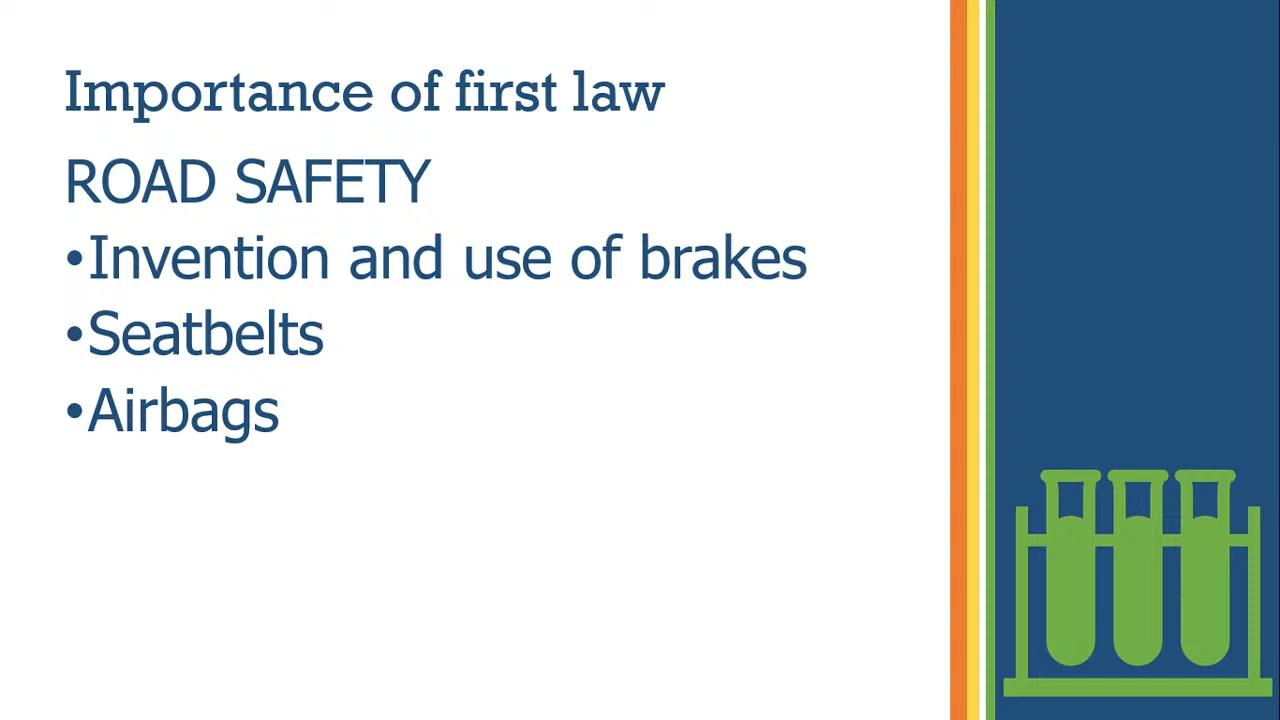 Importance of first law
ROAD SAFETY
•Invention and use of brakes
•Seatbelts
•Airbags